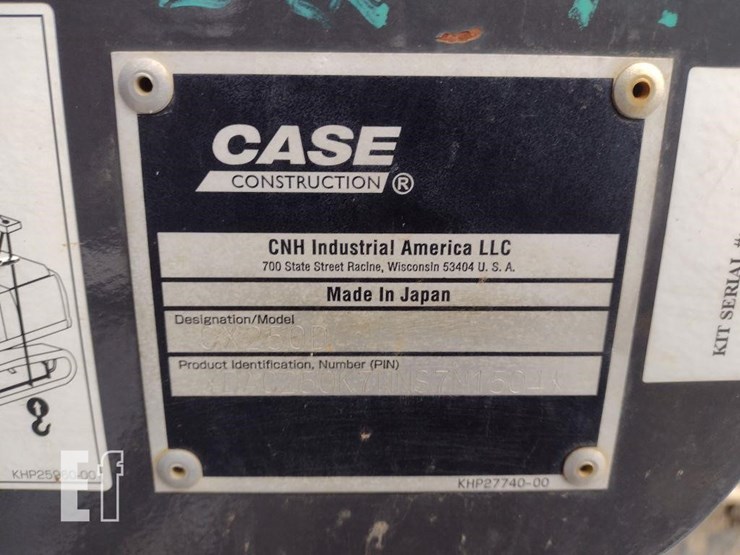 CASE
CONSTRUCTION ®
CNH Industrial America LLC
700 State Street Racine, Wisconsin 53404 U. S. A.
Made In Japan
Designation/Model
Product Identification, Number (PIN)
KHP27740-00
KIT SERIAL #
Ef